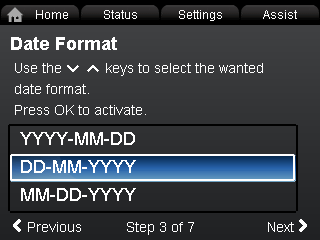 Home Status Settings Assist
Date Format
Use the keys to select the wanted
date format.
Press OK to activate.
YYYY-MM-DD
DD-MM-YYYY
MM-DD-YYYY
Previous Step 3 of 7 Next